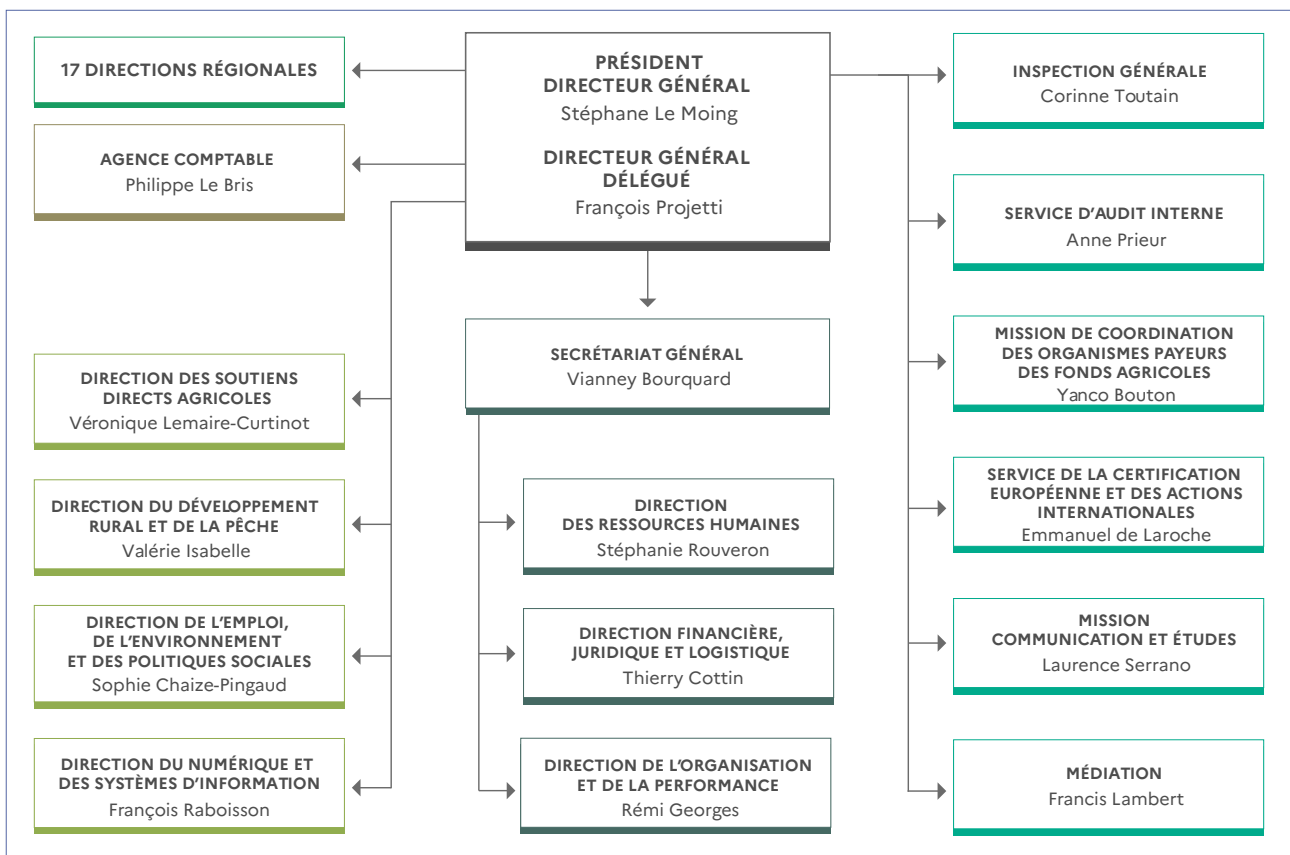 17 DIRECTIONS RÉGIONALES
AGENCE COMPTABLE
Philippe Le Bris
PRÉSIDENT
DIRECTEUR GÉNÉRAL
Stéphane Le Moing
DIRECTEUR GÉNÉRAL
DÉLÉGUÉ
François Projetti
INSPECTION GÉNÉRALE
Corinne Toutain
SERVICE D’AUDIT INTERNE
Anne Prieur
SECRÉTARIAT GÉNÉRAL
Vianney Bourquard
MISSION DE COORDINATION
DES ORGANISMES PAYEURS
DES FONDS AGRICOLES
Yanco Bouton
DIRECTION DES SOUTIENS
DIRECTS AGRICOLES
Véronique Lemaire-Curtinot
DIRECTION DU DÉVELOPPEMENT
RURAL ET DE LA PÊCHE
Valérie Isabelle
DIRECTION DE L’EMPLOI,
DE L’ENVIRONNEMENT
ET DES POLITIQUES SOCIALES
Sophie Chaize-Pingaud
DIRECTION DU NUMÉRIQUE ET
DES SYSTÈMES D’INFORMATION
François Raboisson
DIRECTION
DES RESSOURCES HUMAINES
Stéphanie Rouveron
DIRECTION FINANCIÈRE,
JURIDIQUE ET LOGISTIQUE
Thierry Cottin
DIRECTION DE L’ORGANISATION
ET DE LA PERFORMANCE
Rémi Georges
SERVICE DE LA CERTIFICATION
EUROPÉENNE ET DES ACTIONS
INTERNATIONALES
Emmanuel de Laroche
MISSION
COMMUNICATION ET ÉTUDES
Laurence Serrano
MÉDIATION
Francis Lambert